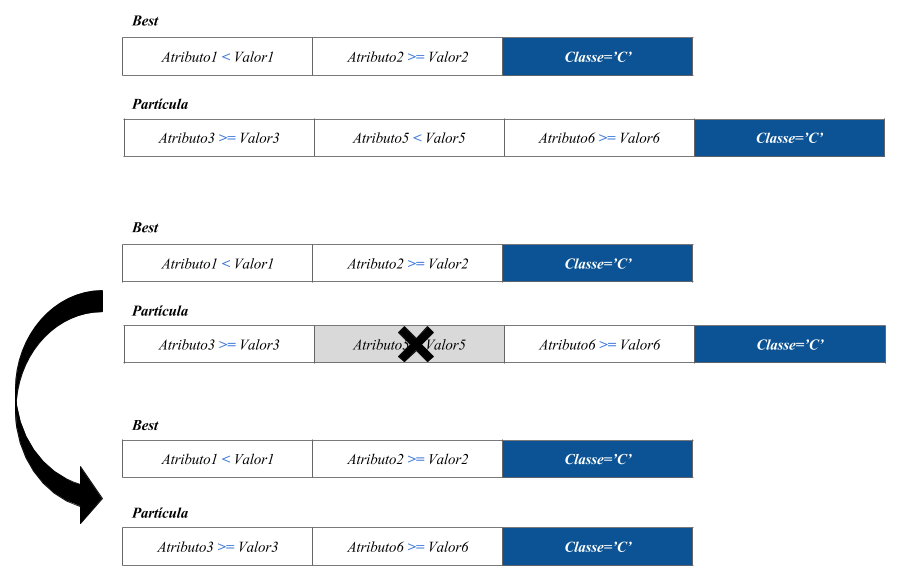 Best
Atributo1 < Valor1 Atributo2 >= Valor2 Classe='C'
Partícula
Atributo3 >= Valor3 Atributo5 < Valor5 Atributo6 >= Valor6 Classe='C'
Best
Atributo1 < Valor1 Atributo2 >= Valor2 Classe='C'
Partícula
Atributo3 >= Valor3 Atributo5 Valor5 Atributo6 >= Valor6 Classe='C'
Best
Atributo1 < Valor1 Atributo2 >= Valor2 Classe='C'
Partícula
Atributo3 >= Valor3 Atributo6 >= Valor6 Classe='C'